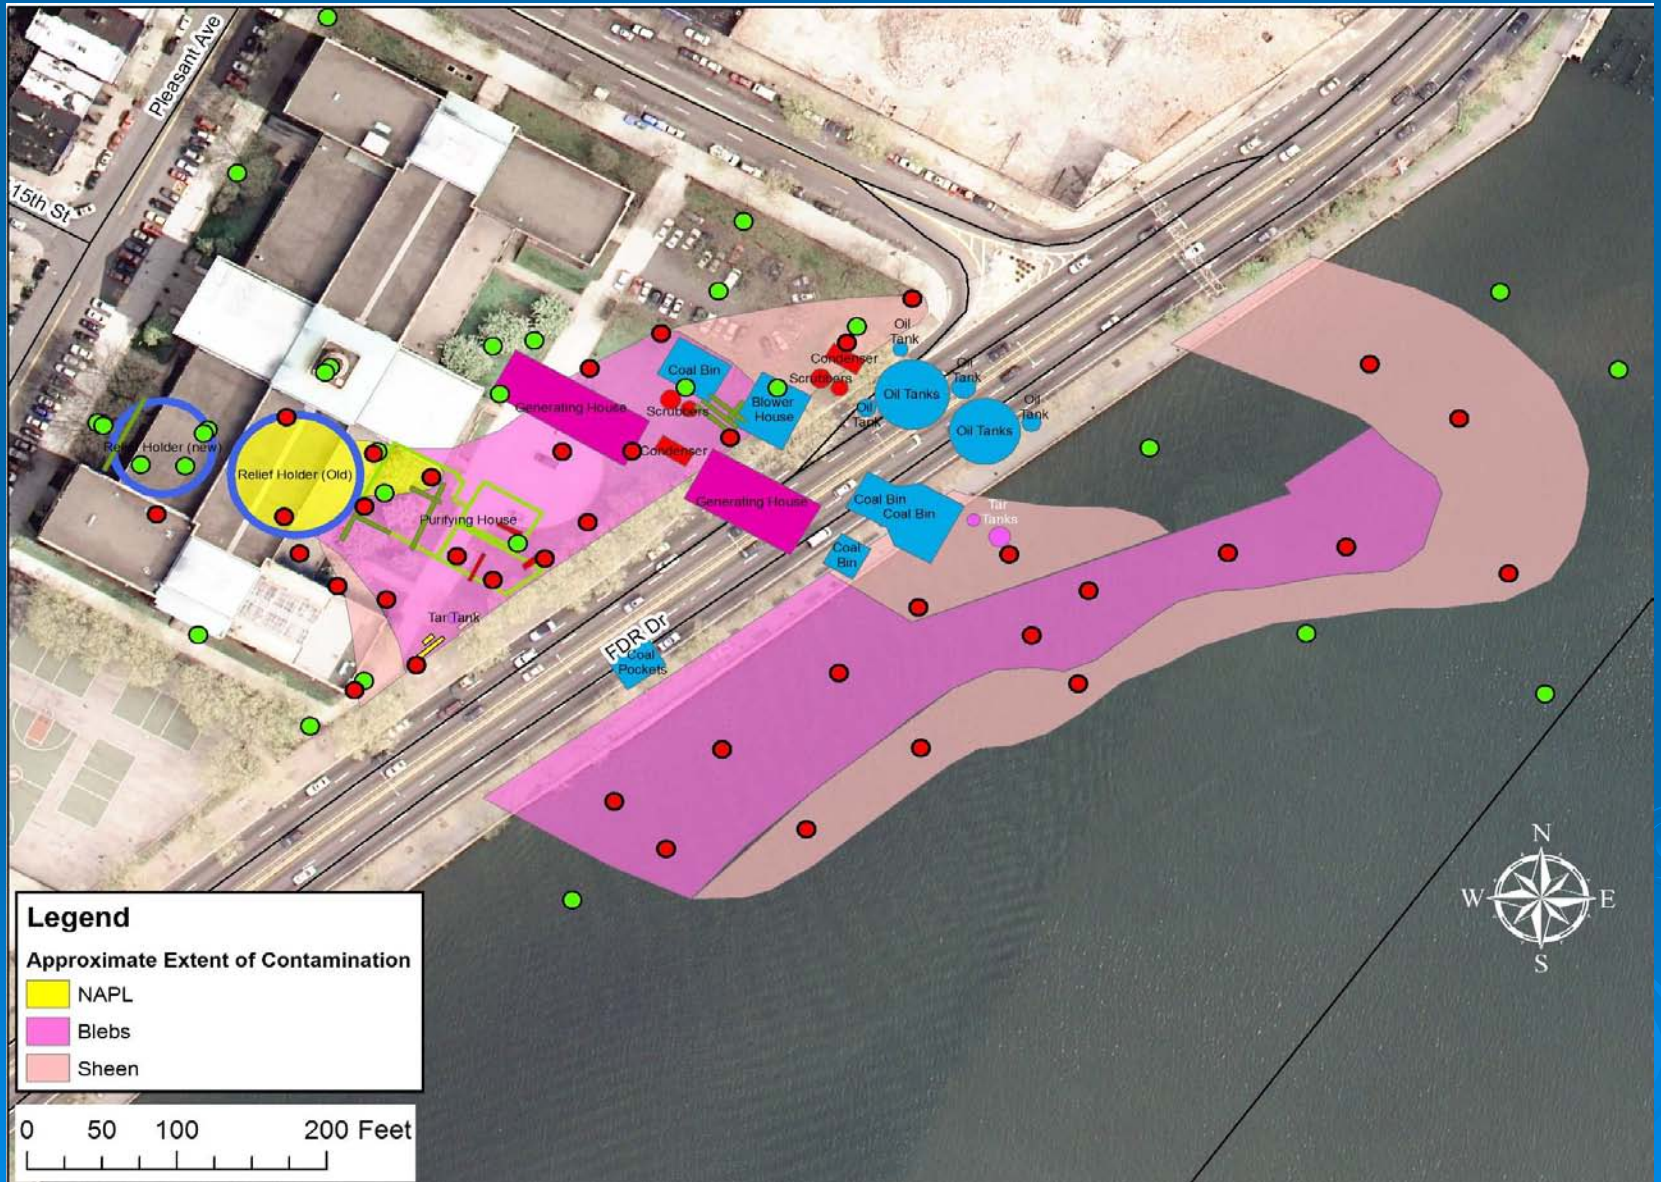 Pleasant Ave
15th St
Oil
Tank
Condenser
Coal Bin
Scrubbers
Oil
Tank
Oil Tanks
Blower
House
Generating House
Scrubbers
Oil
Tank
Oil
Tank
Oil Tanks
Relief Holder (new)
Condenser
Relief Holder (Old)
Generating House
Coal Bin
Coal Bin
Tar
Tanks
Purifying House
Coal
Bin
Tar Tank
FDR Dr
Coal
Pockets
N
W
E
S
Legend
Approximate Extent of Contamination
NAPL
Blebs
Sheen
0 50 100 200 Feet